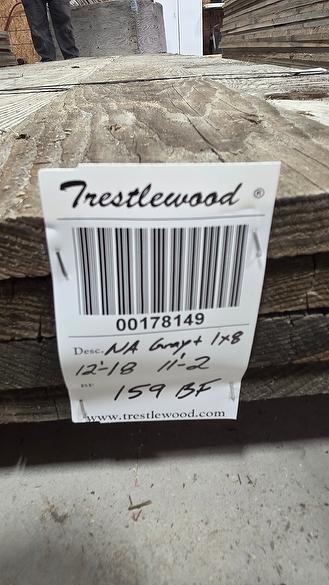 Trestlewood ®
00178149
Desc. NA Gray+ 1x8
12'-18 11'-2
BF 159 BF
www.trestlewood.com